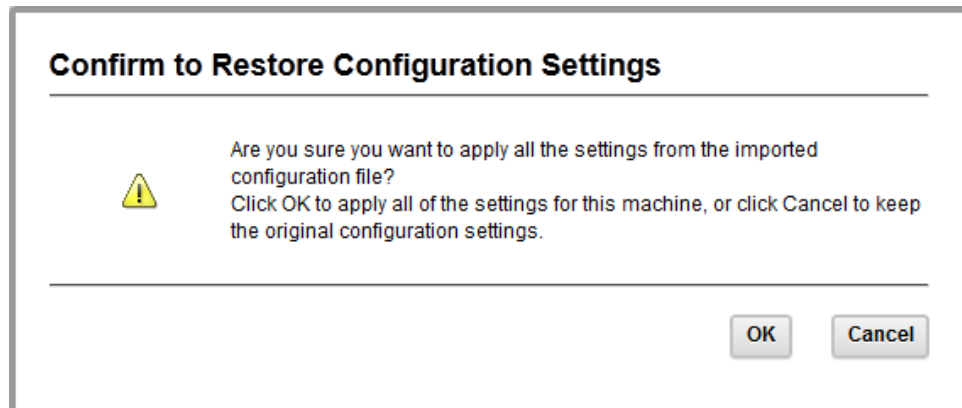 Confirm to Restore Configuration Settings
Are you sure you want to apply all the settings from the imported
configuration file?
Click OK to apply all of the settings for this machine, or click Cancel to keep
the original configuration settings.
OK
Cancel